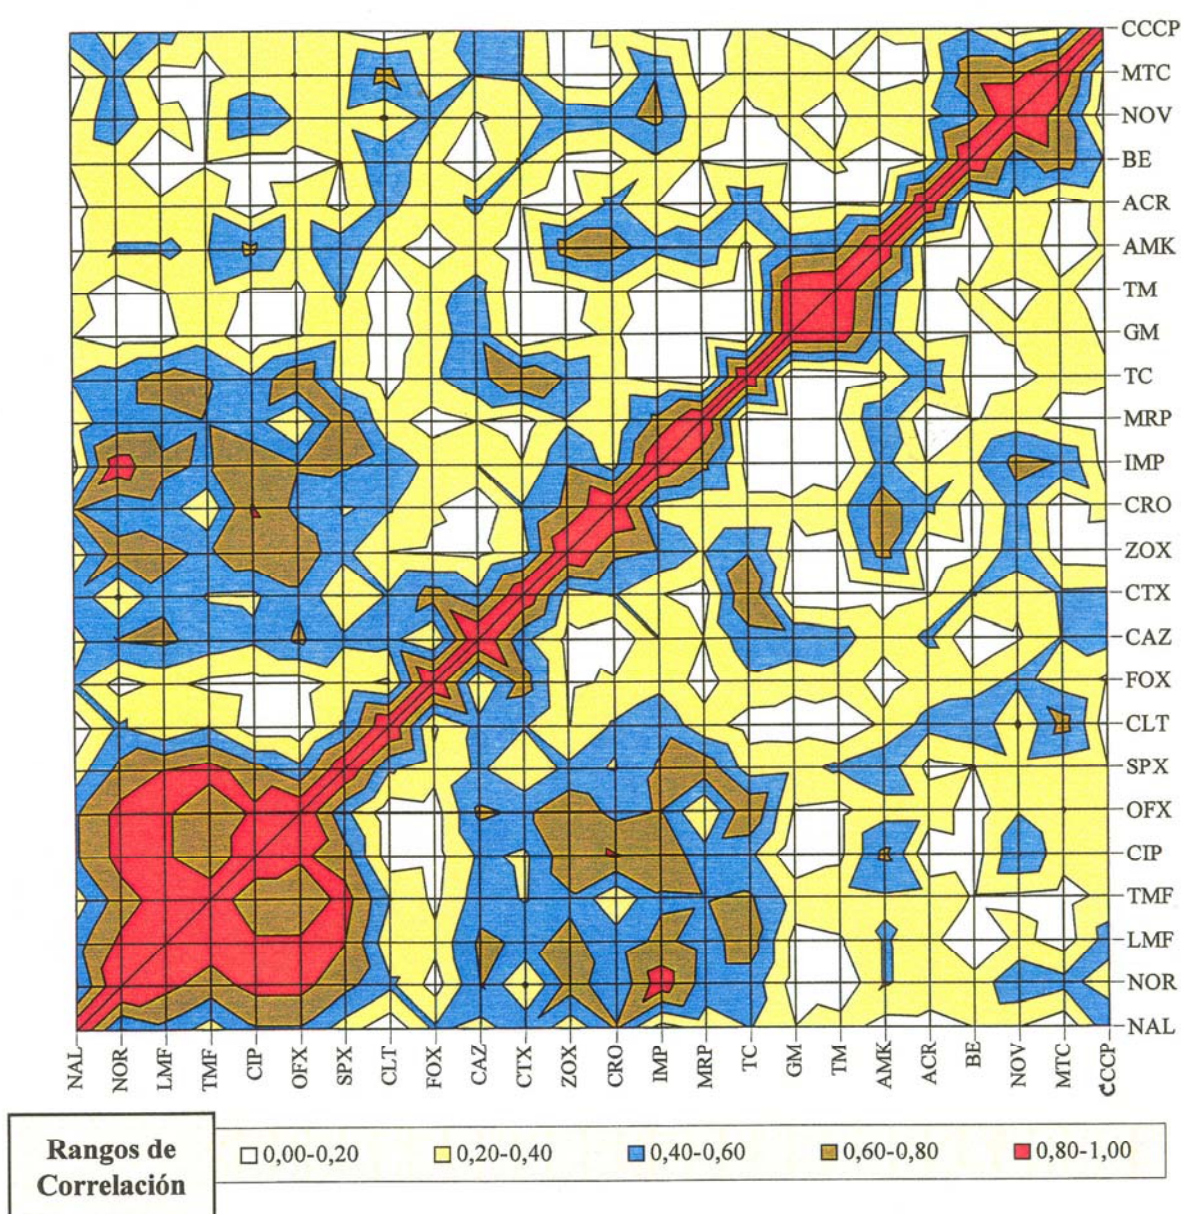 CCCP
MTC
NOV
BE
ACR
AMK
TM
GM
TC
MRP
IMP
CRO
ZOX
CTX
CAZ
FOX
CLT
SPX
OFX
CIP
TMF
LMF
NOR
NAL
NAL NOR LMF TMF CIP OFX SPX CLT FOX CAZ CTX ZOX CRO IMP MRP TC GM TM AMK ACR BE NOV MTC CCCP
Rangos de
Correlación
0,00-0,20 0,20-0,40 0,40-0,60 0,60-0,80 0,80-1,00